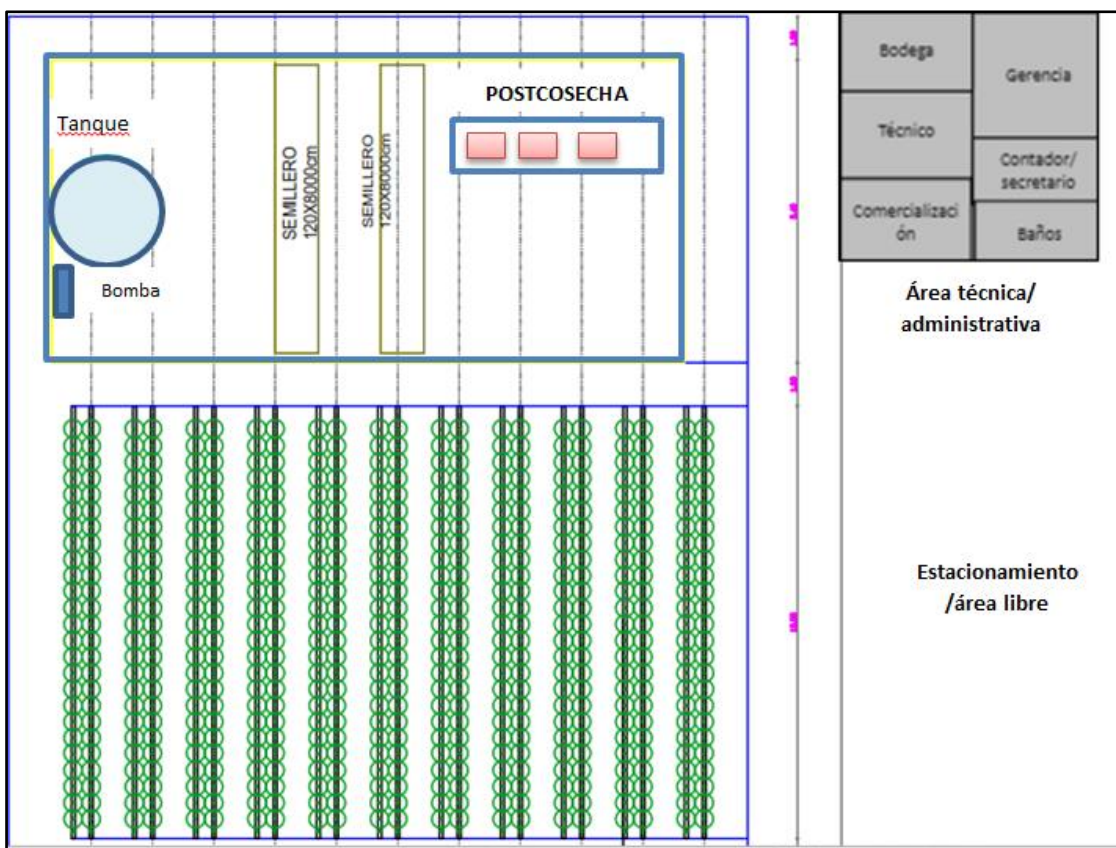 Tanque
Bomba
SEMILLERO
120X8000cm
SEMILLERO
120X8000cm
POSTCOSECHA
Bodega
Gerencia
Técnico
Contador/
secretario
Comercializaci
ón
Baños
Área técnica/
administrativa
Estacionamiento
/área libre